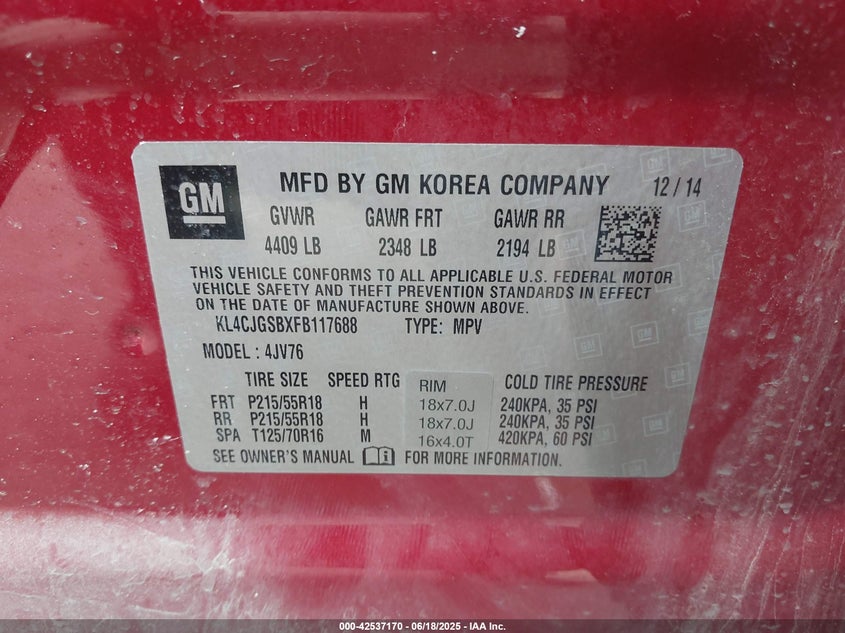 GM
MFD BY GM KOREA COMPANY 12 / 14
GVWR GAWR FRT GAWR RR
4409 LB 2348 LB 2194 LB
THIS VEHICLE CONFORMS TO ALL APPLICABLE U.S. FEDERAL MOTOR
VEHICLE SAFETY AND THEFT PREVENTION STANDARDS IN EFFECT
ON THE DATE OF MANUFACTURE SHOWN ABOVE.
KL4CJGSBXFB117688 TYPE: MPV
MODEL : 4JV76
TIRE SIZE SPEED RTG RIM COLD TIRE PRESSURE
FRT P215/55R18 H 18x7.0J 240KPA, 35 PSI
RR P215/55R18 H 18x7.0J 240KPA, 35 PSI
SPA T125/70R16 M 16x4.0T 420KPA, 60 PSI
SEE OWNER'S MANUAL FOR MORE INFORMATION.
000-42537170 - 06/18/2025 - IAA Inc.